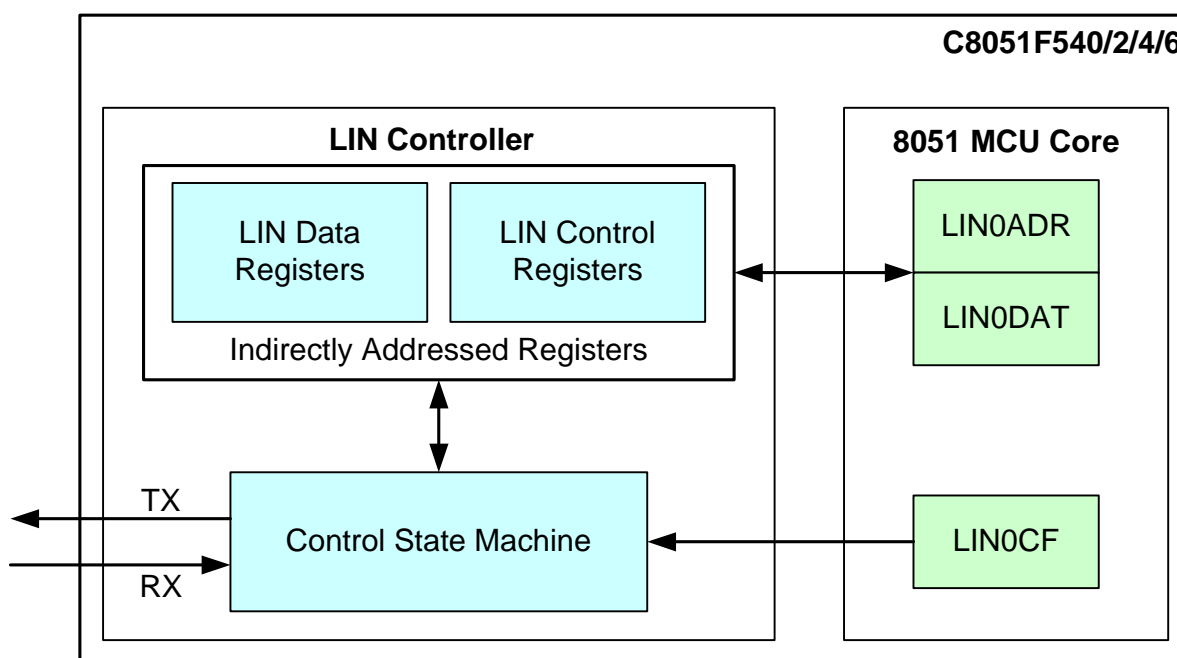 C8051F540/2/4/6
LIN Controller
8051 MCU Core
LIN Data
Registers
LIN Control
Registers
Indirectly Addressed Registers
LIN0ADR
LIN0DAT
TX
RX
Control State Machine
LIN0CF